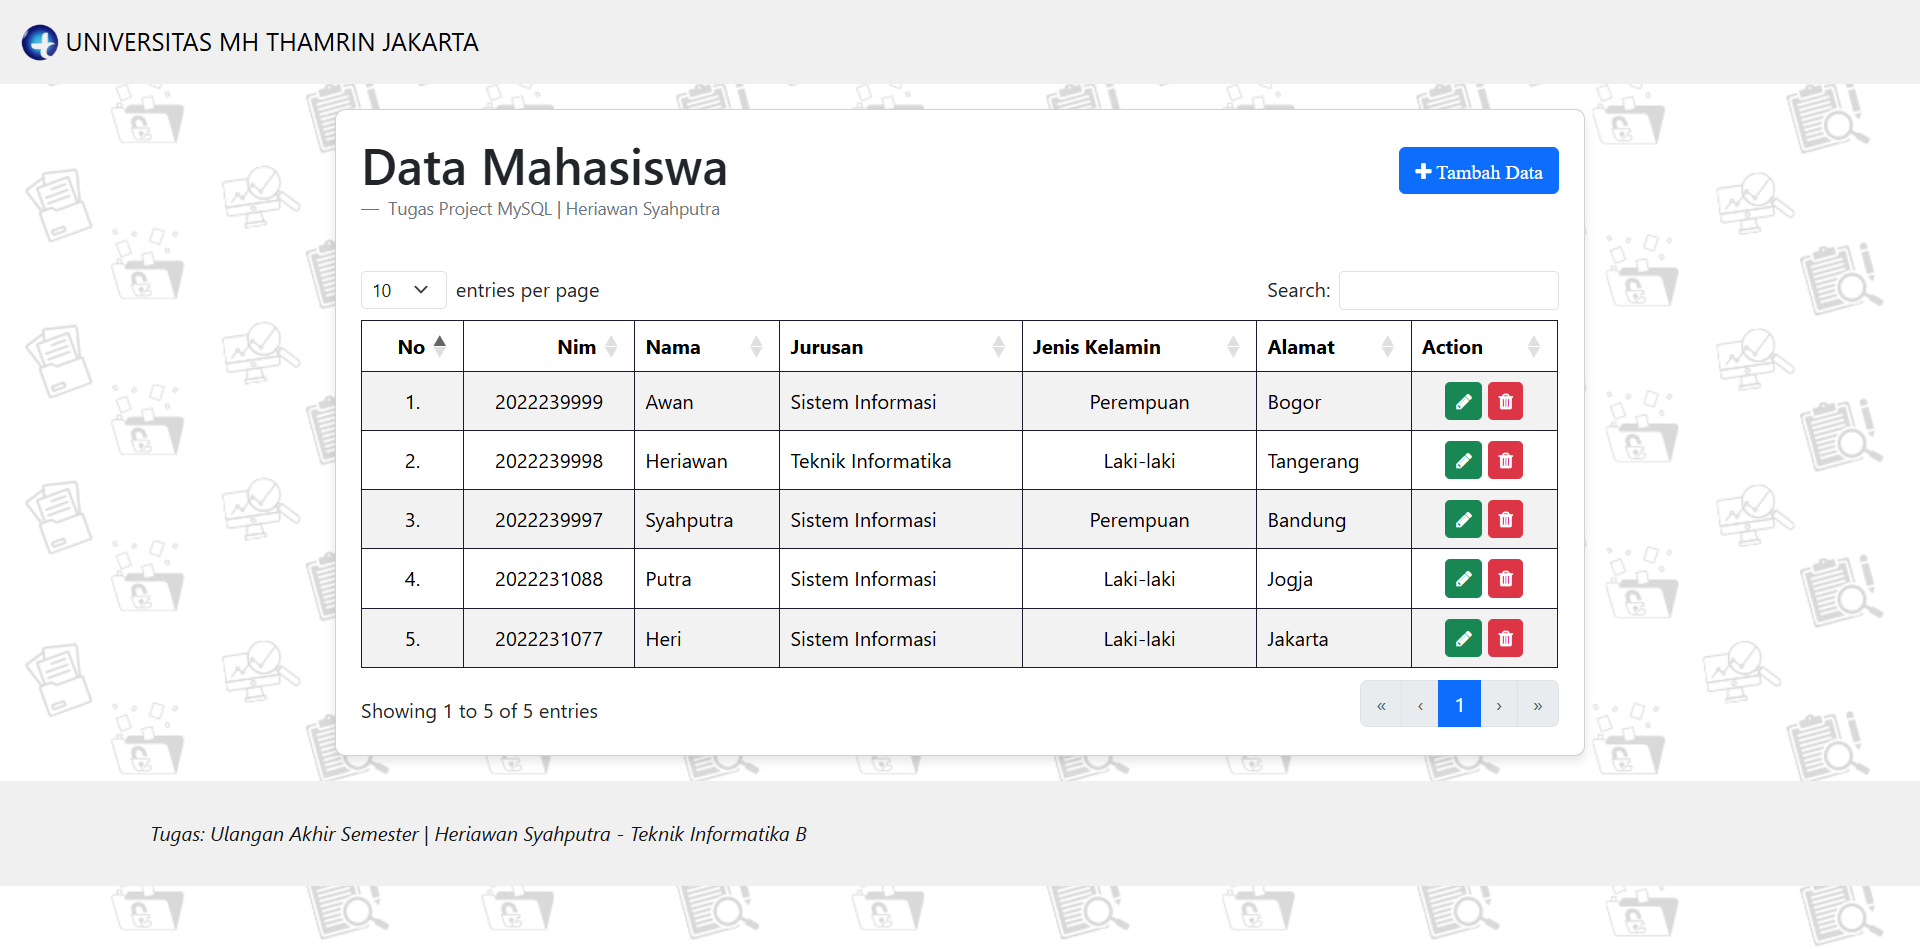 UNIVERSITAS MH THAMRIN JAKARTA
Data Mahasiswa
Tambah Data
— Tugas Project MySQL | Heriawan Syahputra
10 entries per page Search:
No Nim Nama Jurusan Jenis Kelamin Alamat Action
1. 2022239999 Awan Sistem Informasi Perempuan Bogor
2. 2022239998 Heriawan Teknik Informatika Laki-laki Tangerang
3. 2022239997 Syahputra Sistem Informasi Perempuan Bandung
4. 2022231088 Putra Sistem Informasi Laki-laki Jogja
5. 2022231077 Heri Sistem Informasi Laki-laki Jakarta
Showing 1 to 5 of 5 entries « ‹ 1 › »
Tugas: Ulangan Akhir Semester | Heriawan Syahputra - Teknik Informatika B